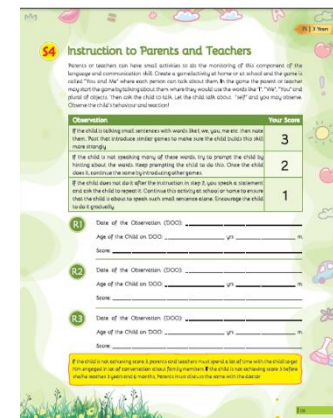 75 | 3 Years
S4 Instruction to Parents and Teachers
Parents or teachers can have small activities to do the monitoring of this component of the
language and communication skill. Create a game/activity at home or at school and the game is
called "You and Me" where each person can talk about them. In the game the parent or teacher
may start the game by talking about them where they would use the words like "I", "We", "You" and
plural of objects. Then ask the child to talk. Let the child talk about "self" and you may observe.
Observe the child's behaviour and reaction!
Observation Your Score
If the child is talking small sentences with words like I, we, you, me etc. then note
them. Post that introduce similar games to make sure the child builds this skill
more strongly. 3
If the child is not speaking many of these words, try to prompt the child by
hinting about the words. Keep prompting the child to do this. Once the child
does it, continue the same by introducing other games. 2
If the child does not do it after the instruction in step 2, you speak a statement
and ask the child to repeat it. Continue this activity at school or home to ensure
that the child is about to speak such small sentence alone. Encourage the child
to do it gradually. 1
R1 Date of the Observation (DOO):
Age of the Child on DOO: yrs m
Score:
R2 Date of the Observation (DOO):
Age of the Child on DOO: yrs m
Score:
R3 Date of the Observation (DOO):
Age of the Child on DOO: yrs m
Score:
If the child is not achieving score 3 parents and teachers must spend a lot of time with the child to get
him engaged in lot of conversation about family members. If the child is not achieving score 3 before
she/he reaches 3 years and 6 months, Parents must discuss the same with the doctor